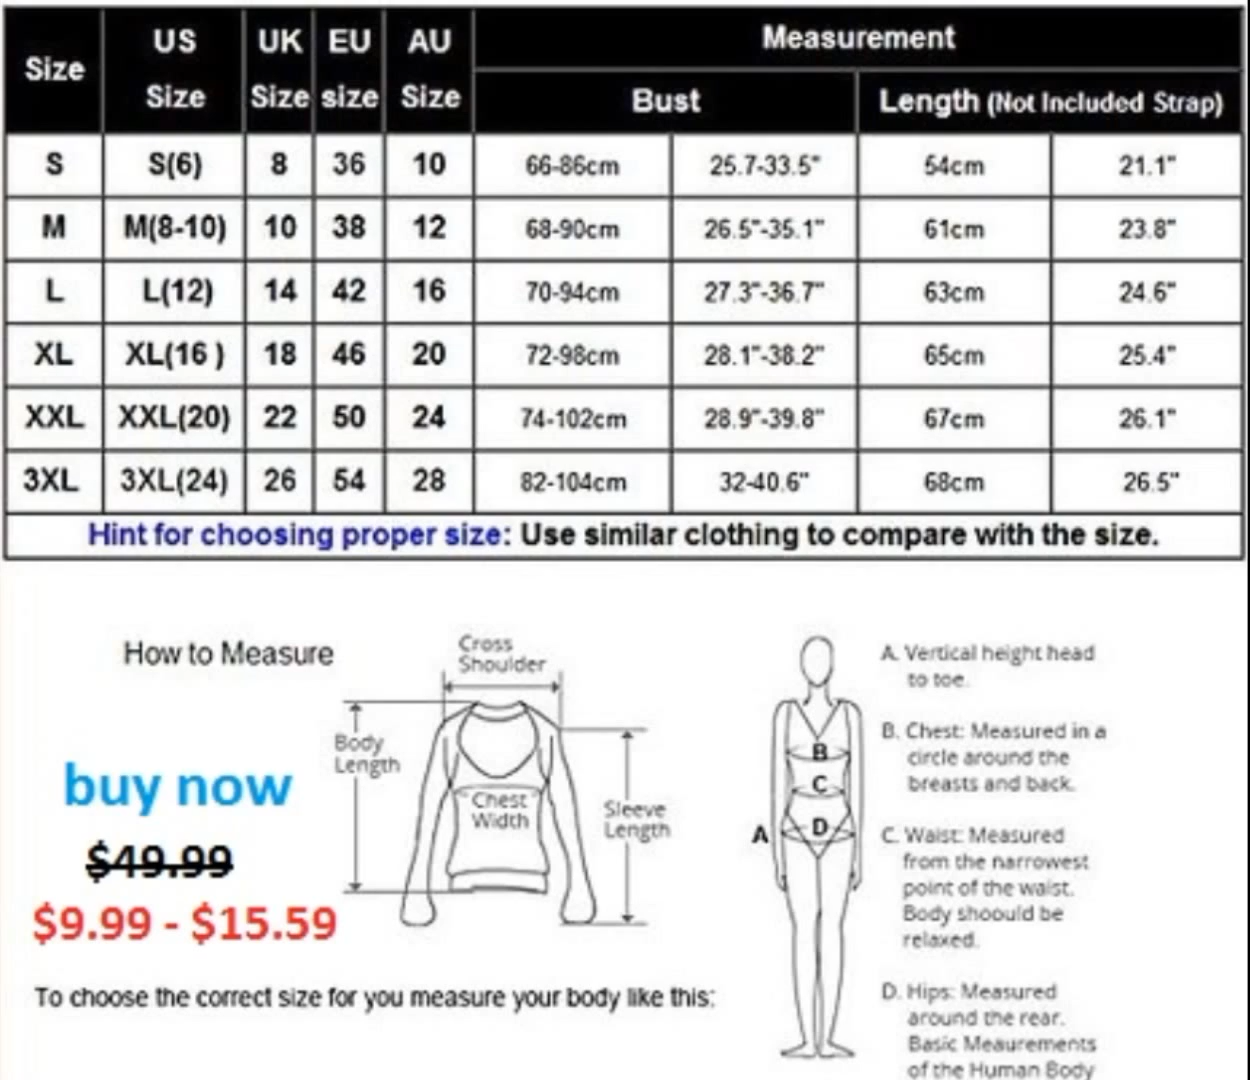 Size US Size UK Size EU size AU Size Measurement
Bust Length (Not Included Strap)
S S(6) 8 36 10 66-86cm 25.7-33.5" 54cm 21.1"
M M(8-10) 10 38 12 68-90cm 26.5"-35.1" 61cm 23.8"
L L(12) 14 42 16 70-94cm 27.3"-36.7" 63cm 24.6"
XL XL(16 ) 18 46 20 72-98cm 28.1"-38.2" 65cm 25.4"
XXL XXL(20) 22 50 24 74-102cm 28.9"-39.8" 67cm 26.1"
3XL 3XL(24) 26 54 28 82-104cm 32-40.6" 68cm 26.5"
Hint for choosing proper size: Use similar clothing to compare with the size.
How to Measure
buy now
$49.99
$9.99 - $15.59
Cross
Shoulder
Body
Length
Chest
Width
Sleeve
Length
To choose the correct size for you measure your body like this:
A
B
C
D
A. Vertical height head
to toe.
B. Chest: Measured in a
circle around the
breasts and back.
C. Waist: Measured
from the narrowest
point of the waist.
Body shoould be
relaxed.
D. Hips: Measured
around the rear.
Basic Meaurements
of the Human Body